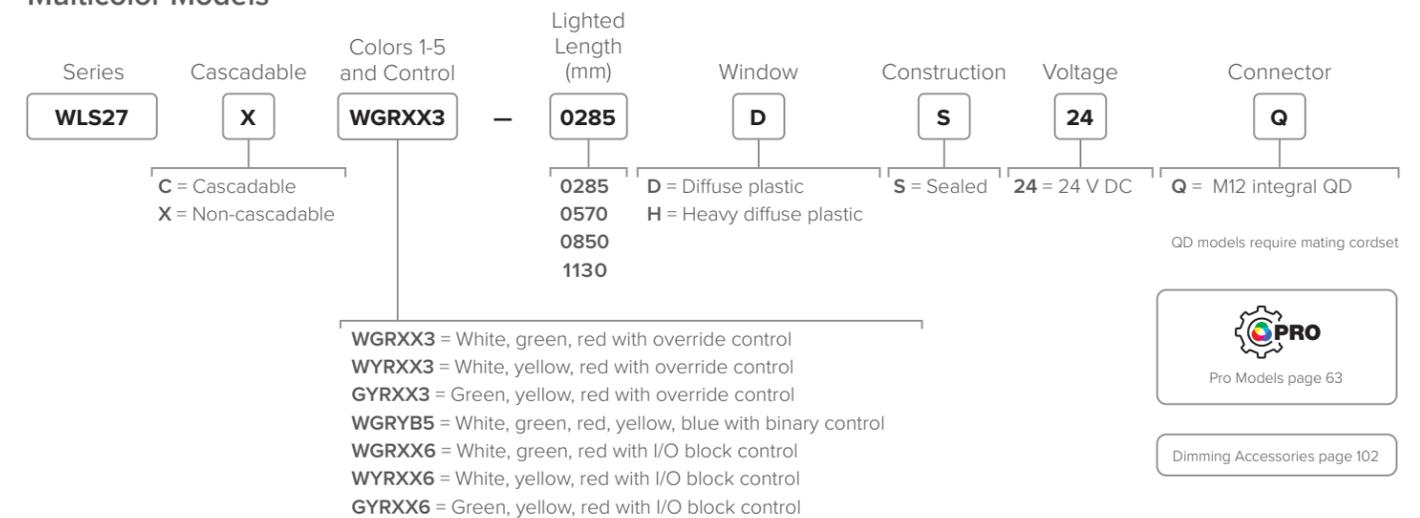 Multicolor Models
Series
Cascadable
Colors 1-5
and Control
Lighted
Length
(mm)
Window
Construction
Voltage
Connector
WLS27
X
WGRXX3
–
0285
D
S
24
Q
C = Cascadable
X = Non-cascadable
0285
0570
0850
1130
D = Diffuse plastic
H = Heavy diffuse plastic
S = Sealed
24 = 24 V DC
Q = M12 integral QD
QD models require mating cordset
WGRXX3 = White, green, red with override control
WYRXX3 = White, yellow, red with override control
GYRXX3 = Green, yellow, red with override control
WGRYB5 = White, green, red, yellow, blue with binary control
WGRXX6 = White, green, red with I/O block control
WYRXX6 = White, yellow, red with I/O block control
GYRXX6 = Green, yellow, red with I/O block control
PRO
Pro Models page 63
Dimming Accessories page 102